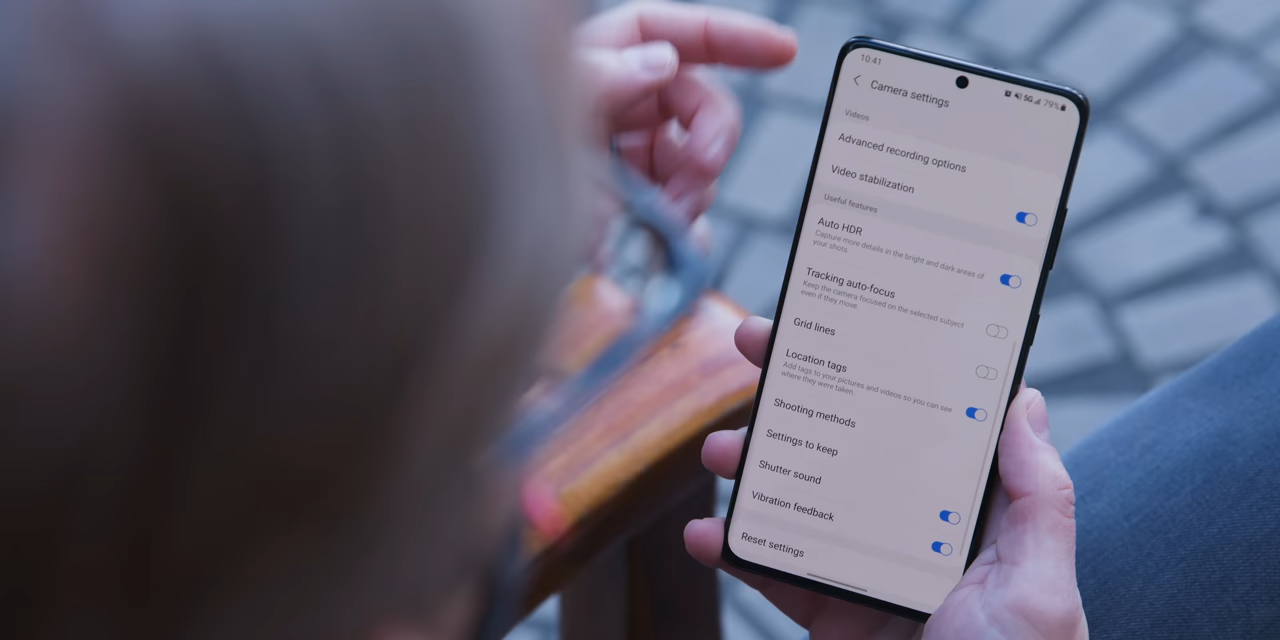 10:41
5G 79%
Camera settings
Videos
Advanced recording options
Video stabilization
Useful features
Auto HDR
Capture more details in the bright and dark areas of
your shots.
Tracking auto-focus
Keep the camera focused on the selected subject
even if they move.
Grid lines
Location tags
Add tags to your pictures and videos so you can see
where they were taken.
Shooting methods
Settings to keep
Shutter sound
Vibration feedback
Reset settings